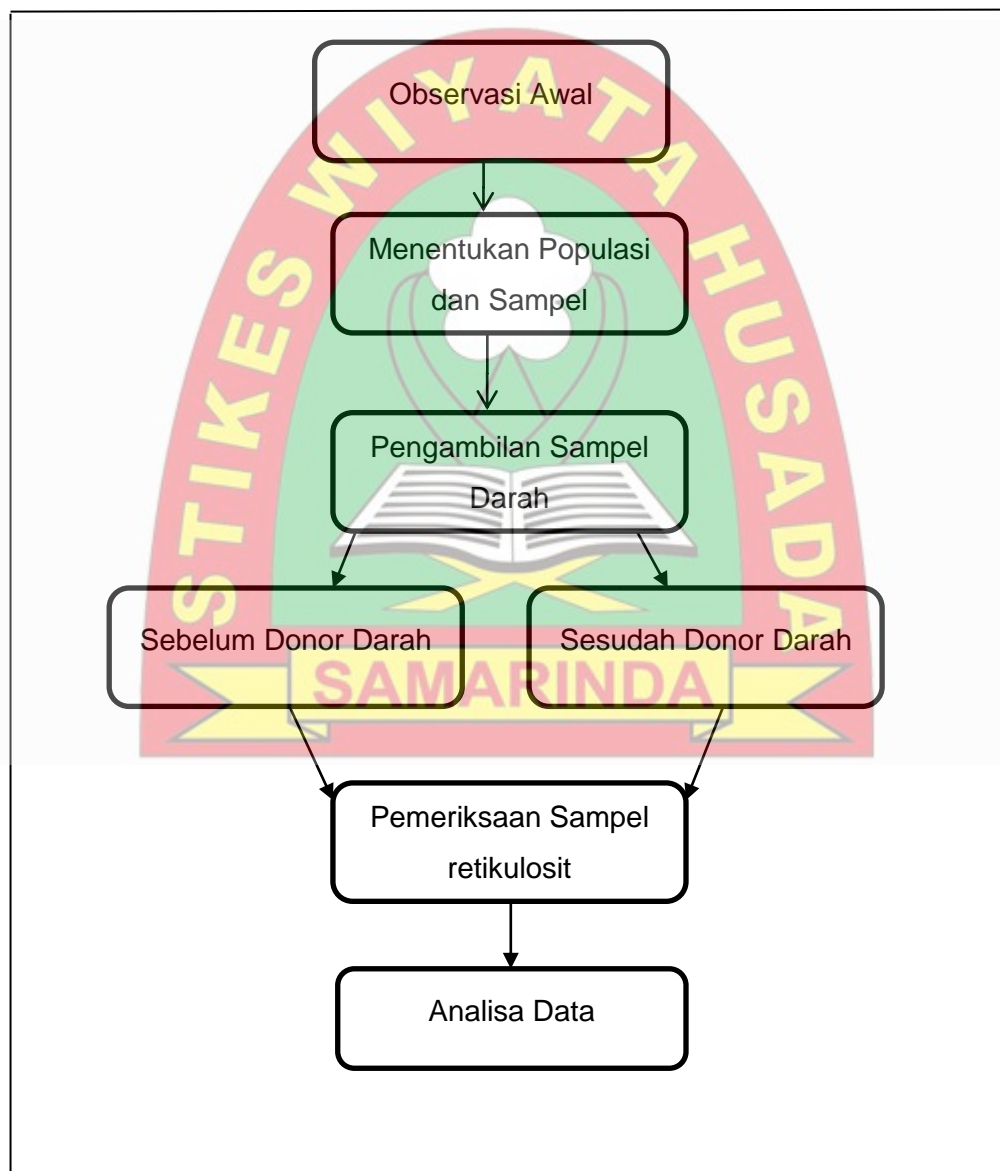 Observasi Awal
Menentukan Populasi
dan Sampel
Pengambilan Sampel
Darah
Sebelum Donor Darah
Sesudah Donor Darah
Pemeriksaan Sampel
retikulosit
Analisa Data
STIKES WIYATA HUSADA
SAMARINDA